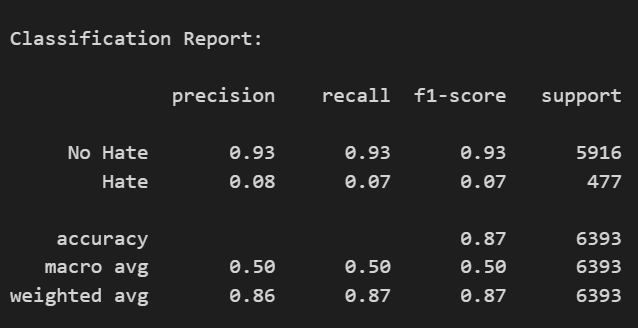 Classification Report:
precision recall f1-score support
No Hate 0.93 0.93 0.93 5916
Hate 0.08 0.07 0.07 477
accuracy 0.87 6393
macro avg 0.50 0.50 0.50 6393
weighted avg 0.86 0.87 0.87 6393